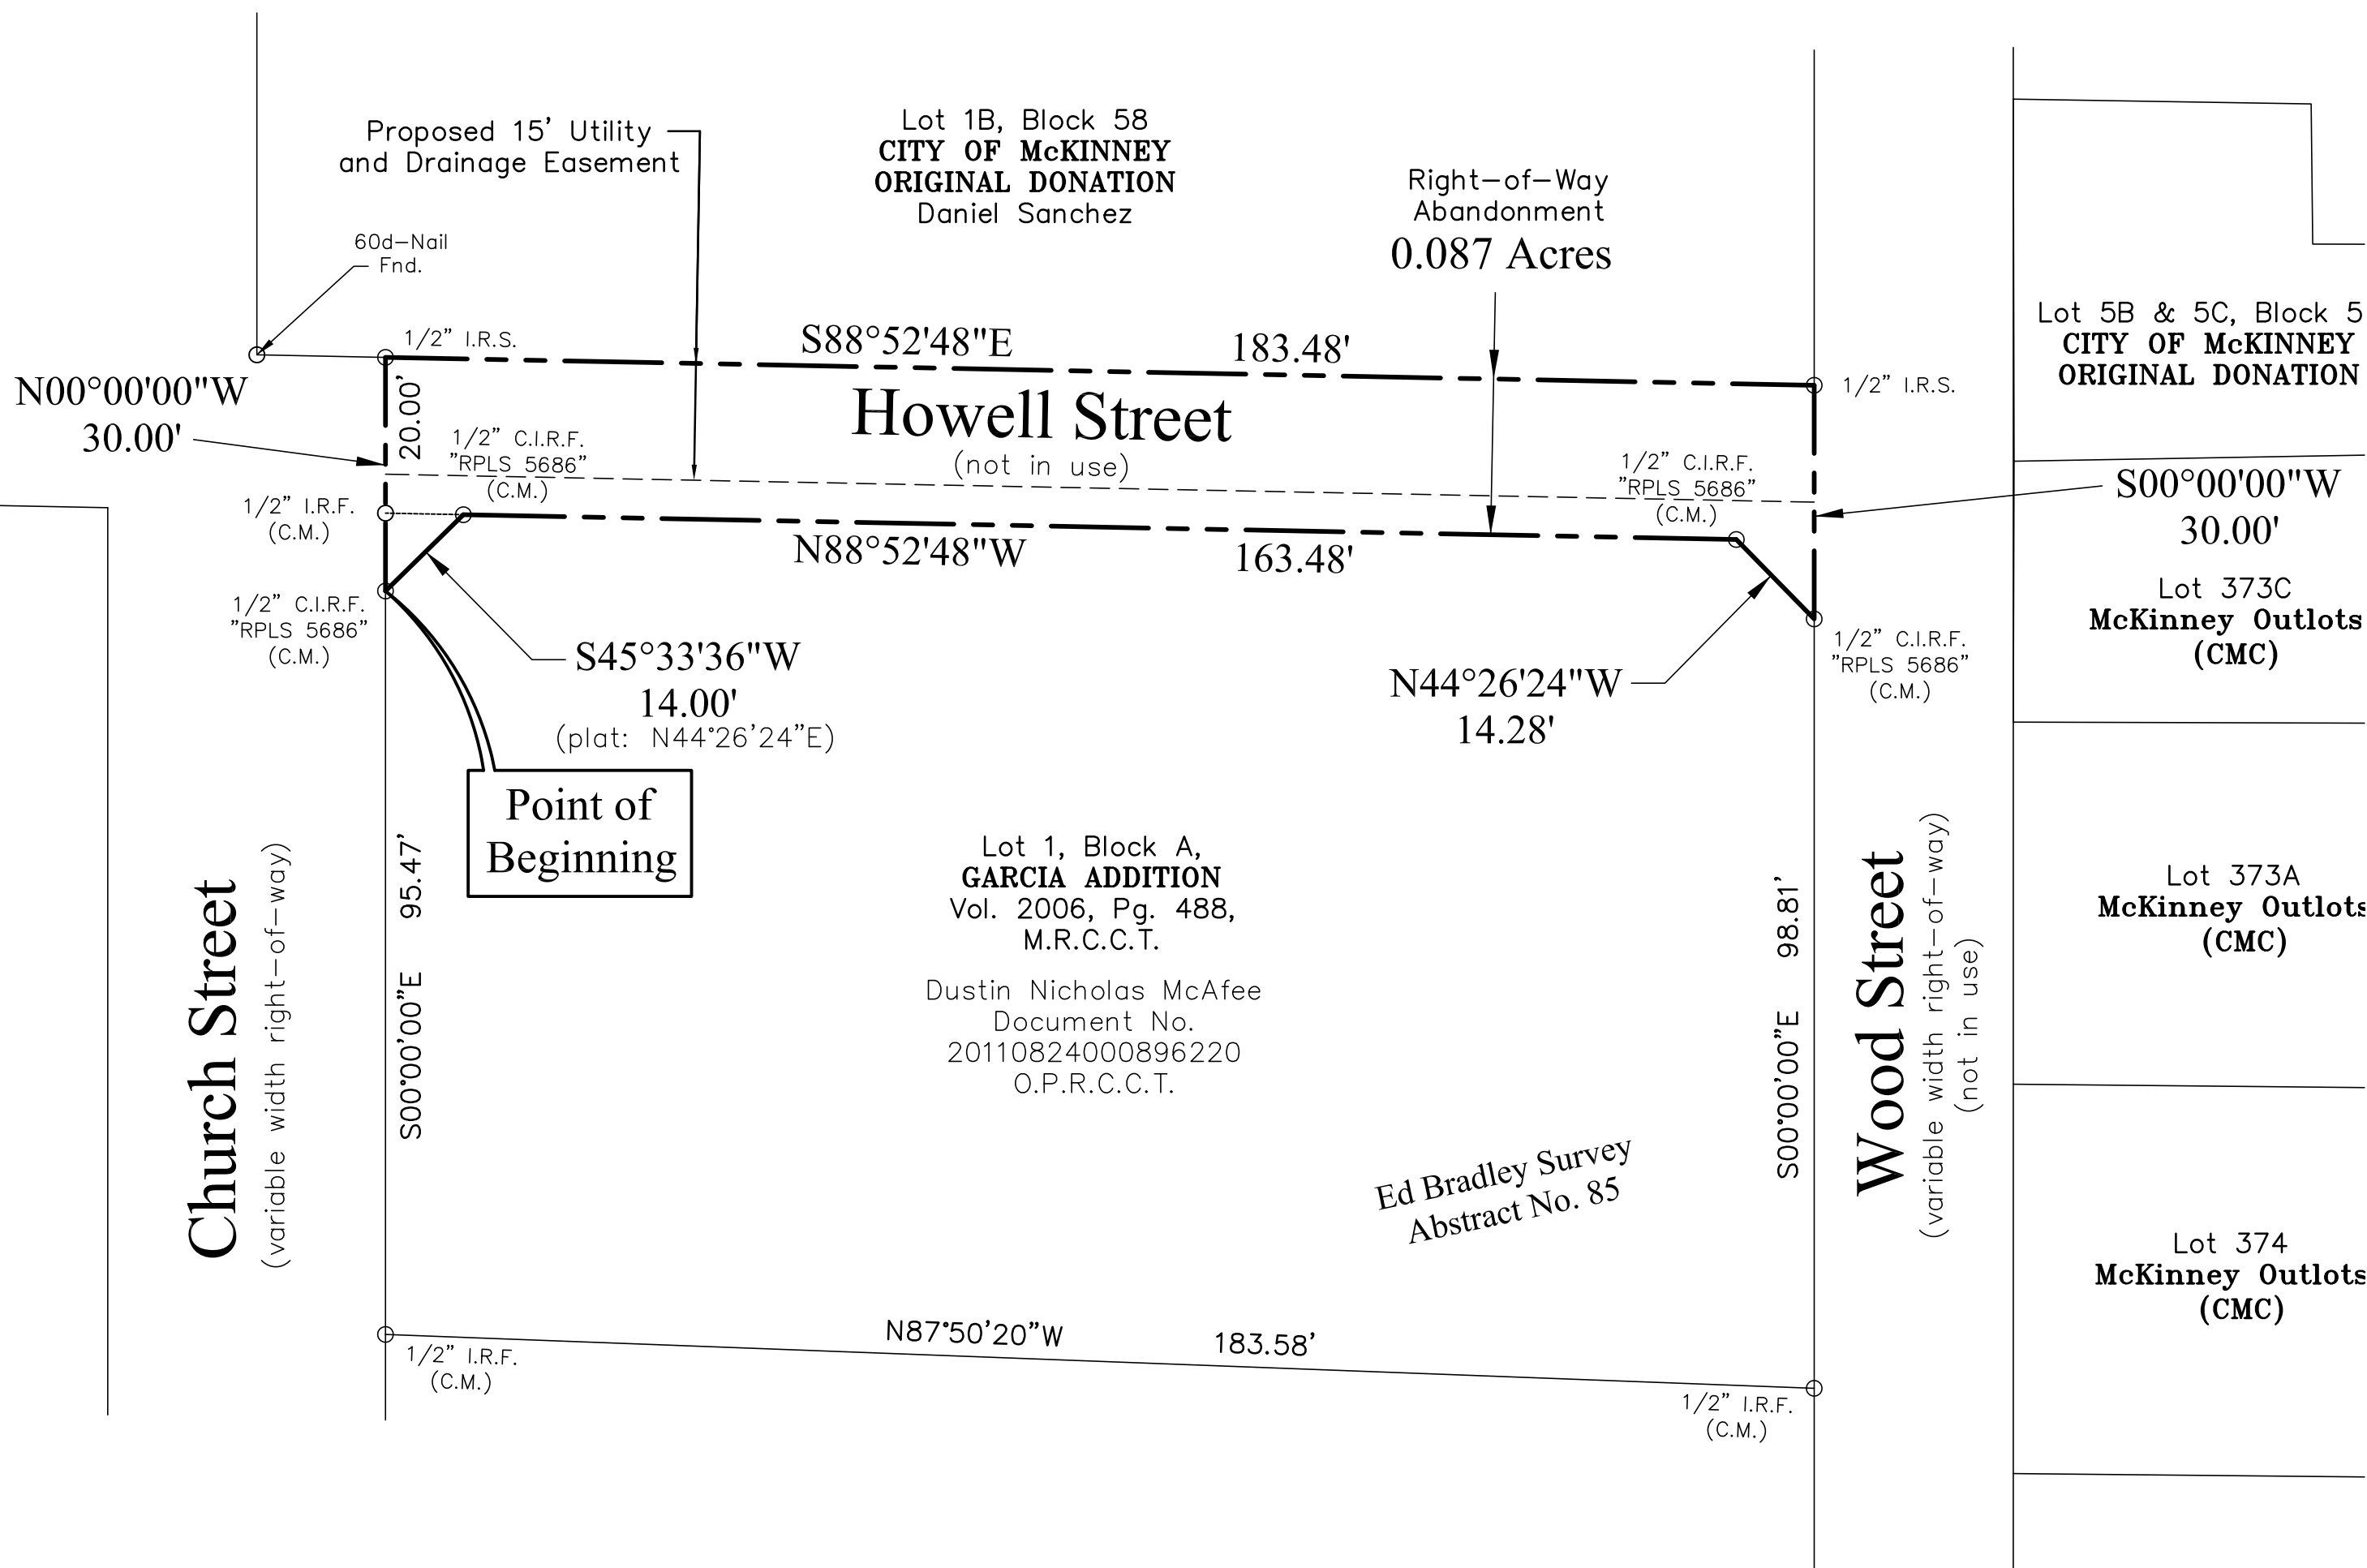 Proposed 15’ Utility
and Drainage Easement
60d–Nail
Fnd.
Lot 1B, Block 58
CITY OF McKINNEY
ORIGINAL DONATION
Daniel Sanchez
Right–of–Way
Abandonment
0.087 Acres
Lot 5B & 5C, Block 5
CITY OF McKINNEY
ORIGINAL DONATION
1/2” I.R.S.
S88°52'48"E 183.48'
1/2” I.R.S.
N00°00'00"W
30.00'
20.00’
Howell Street
(not in use)
1/2” C.I.R.F.
”RPLS 5686”
(C.M.)
1/2” C.I.R.F.
”RPLS 5686”
(C.M.)
S00°00'00"W
30.00'
1/2” I.R.F.
(C.M.)
N88°52'48"W 163.48'
1/2” C.I.R.F.
”RPLS 5686”
(C.M.)
S45°33'36"W
14.00'
(plat: N44°26’24”E)
N44°26'24"W
14.28'
1/2” C.I.R.F.
”RPLS 5686”
(C.M.)
Lot 373C
McKinney Outlots
(CMC)
Point of
Beginning
Church Street
(variable width right–of–way)
S00°00’00”E 95.47’
Lot 1, Block A,
GARCIA ADDITION
Vol. 2006, Pg. 488,
M.R.C.C.T.
Dustin Nicholas McAfee
Document No.
20110824000896220
O.P.R.C.C.T.
Ed Bradley Survey
Abstract No. 85
S00°00’00”E 98.81’
Wood Street
(variable width right–of–way)
(not in use)
Lot 373A
McKinney Outlots
(CMC)
Lot 374
McKinney Outlots
(CMC)
N87°50’20”W 183.58’
1/2” I.R.F.
(C.M.)
1/2” I.R.F.
(C.M.)